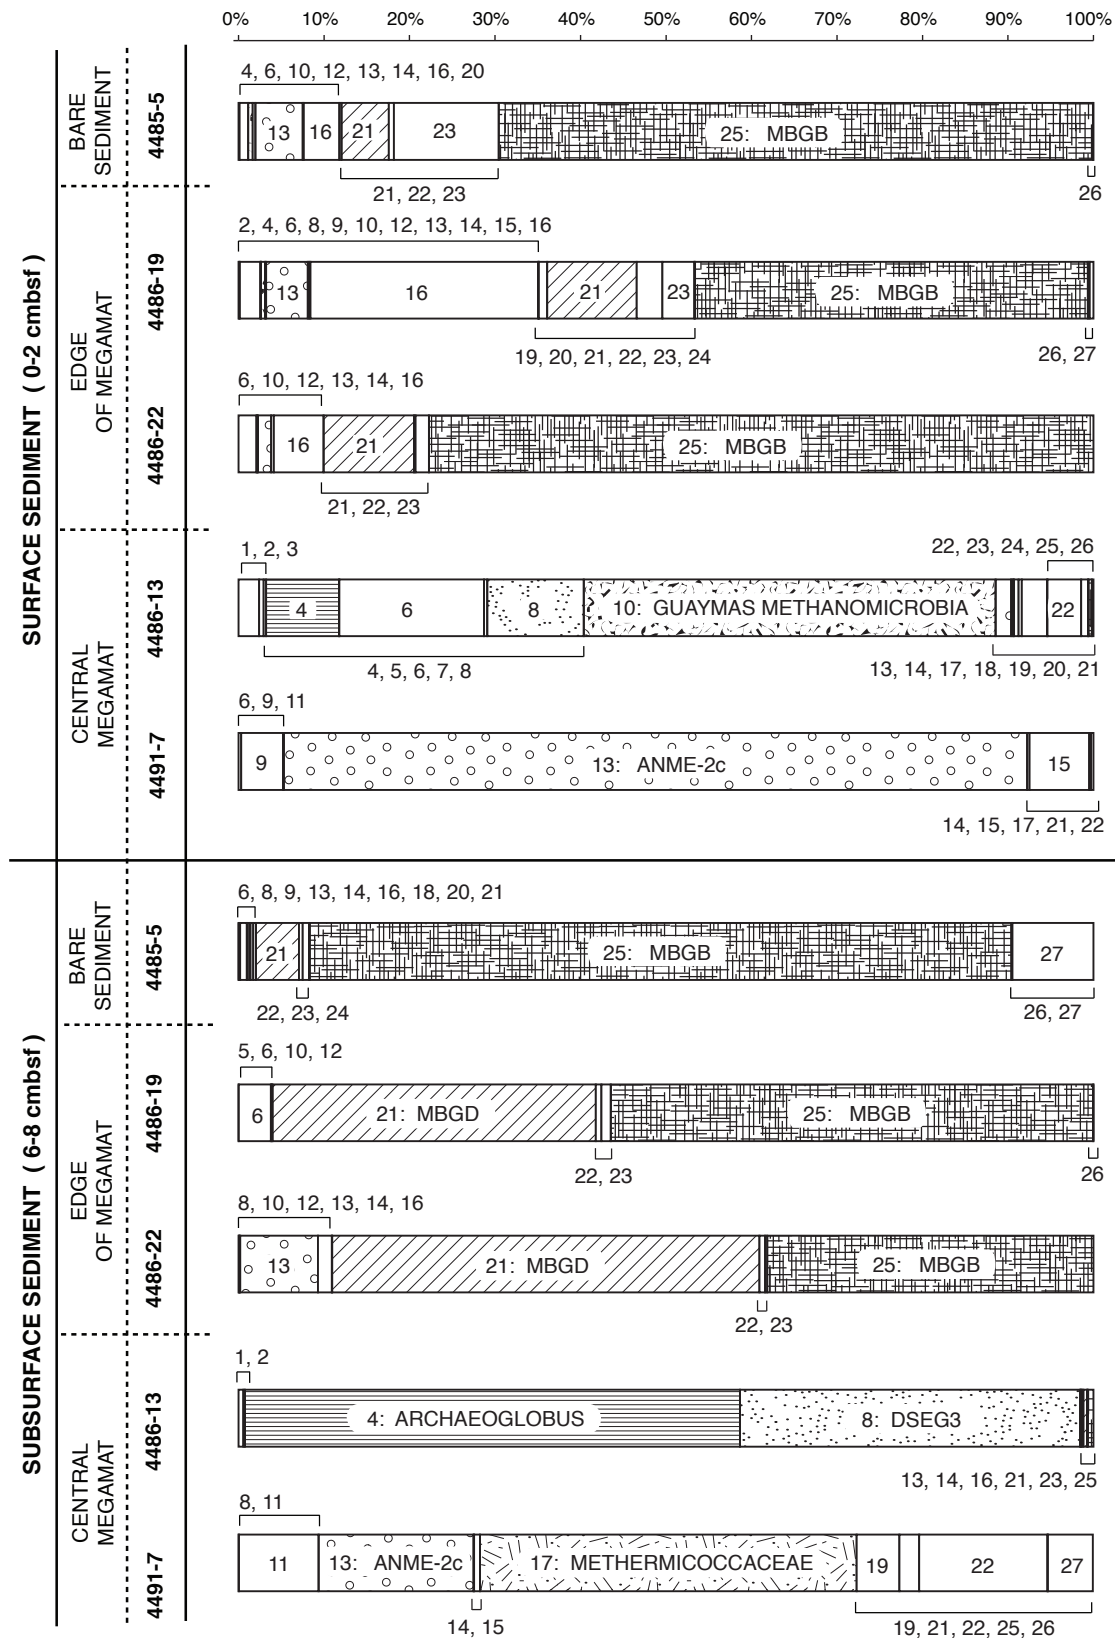 0% 10% 20% 30% 40% 50% 60% 70% 80% 90% 100%
SURFACE SEDIMENT ( 0-2 cmbsf )
BARE
SEDIMENT
4485-5
4, 6, 10, 12, 13, 14, 16, 20
13 16 21 23 25: MBGB
21, 22, 23
26
EDGE
OF MEGAMAT
4486-19
2, 4, 6, 8, 9, 10, 12, 13, 14, 15, 16
13 16 21 23 25: MBGB
19, 20, 21, 22, 23, 24
26, 27
4486-22
6, 10, 12, 13, 14, 16
16 21 25: MBGB
21, 22, 23
CENTRAL
MEGAMAT
4486-13
1, 2, 3
22, 23, 24, 25, 26
4 6 8 10: GUAYMAS METHANOMICROBIA 22
4, 5, 6, 7, 8
13, 14, 17, 18, 19, 20, 21
4491-7
6, 9, 11
9 13: ANME-2c 15
14, 15, 17, 21, 22
SUBSURFACE SEDIMENT ( 6-8 cmbsf )
BARE
SEDIMENT
4485-5
6, 8, 9, 13, 14, 16, 18, 20, 21
21 25: MBGB 27
22, 23, 24
26, 27
EDGE
OF MEGAMAT
4486-19
5, 6, 10, 12
6 21: MBGD 25: MBGB
22, 23
26
4486-22
8, 10, 12, 13, 14, 16
13 21: MBGD 25: MBGB
22, 23
CENTRAL
MEGAMAT
4486-13
1, 2
4: ARCHAEOGLOBUS 8: DSEG3
13, 14, 16, 21, 23, 25
4491-7
8, 11
11 13: ANME-2c 17: METHERMICOCCACEAE 19 22 27
14, 15
19, 21, 22, 25, 26